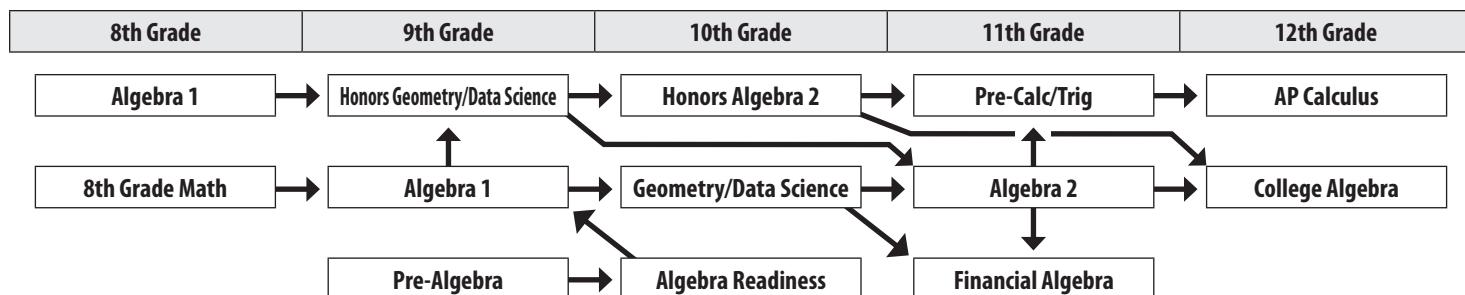 8th Grade 9th Grade 10th Grade 11th Grade 12th Grade
Algebra 1 Honors Geometry/Data Science Honors Algebra 2 Pre-Calc/Trig AP Calculus
8th Grade Math Algebra 1 Geometry/Data Science Algebra 2 College Algebra
Pre-Algebra Algebra Readiness Financial Algebra